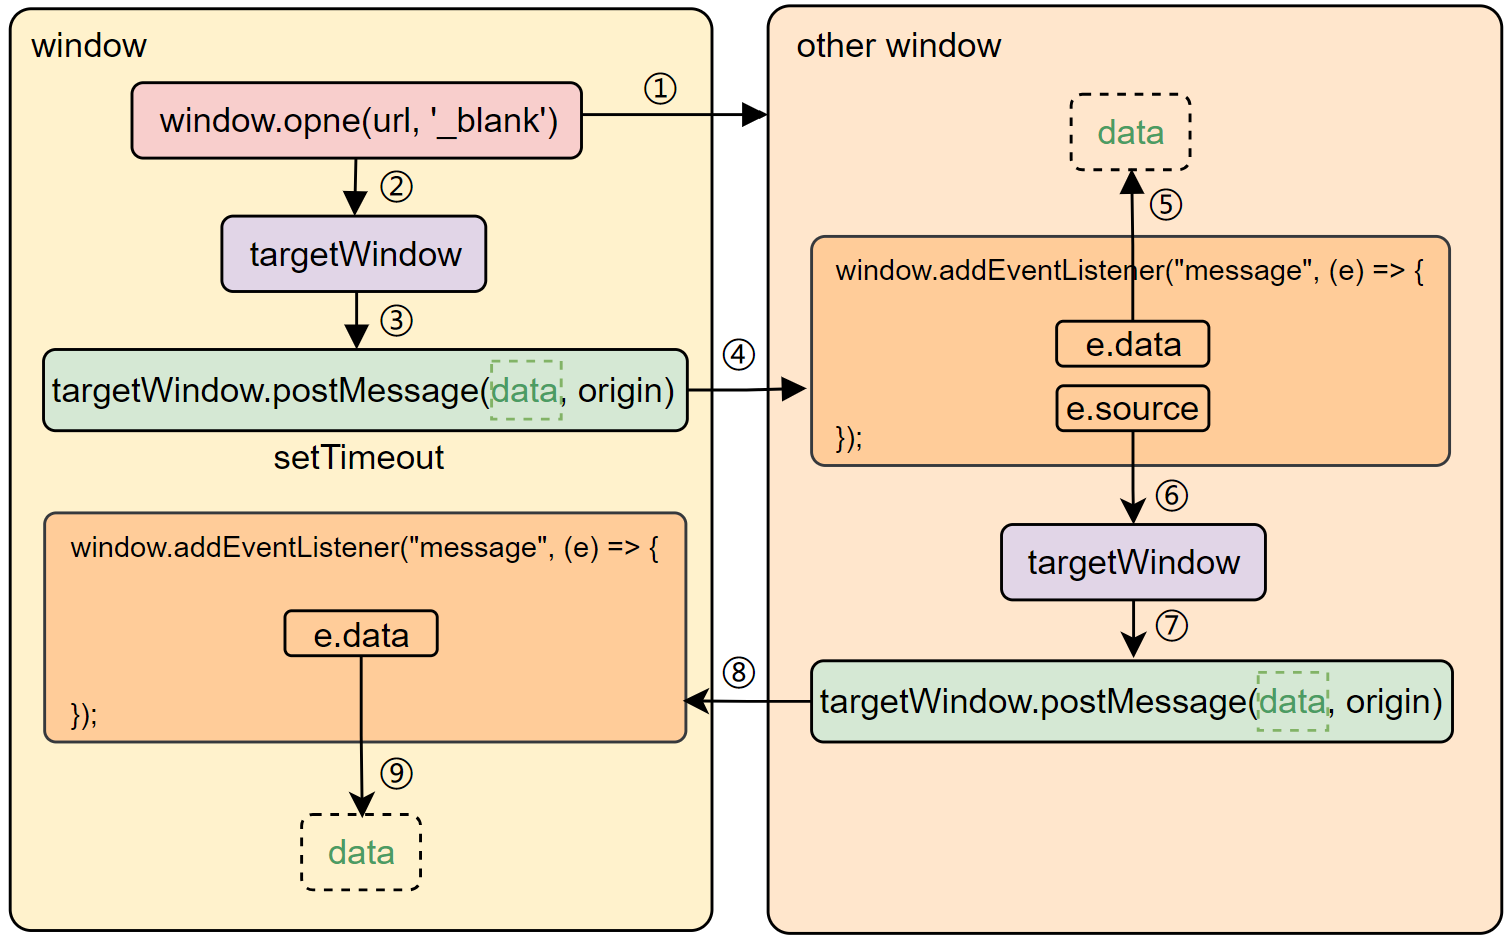 window
window.opne(url, '_blank')
①
②
targetWindow
③
targetWindow.postMessage(data, origin)
④
setTimeout
window.addEventListener("message", (e) => {
e.data
});
⑨
data
other window
data
⑤
window.addEventListener("message", (e) => {
e.data
e.source
});
⑥
targetWindow
⑦
⑧
targetWindow.postMessage(data, origin)